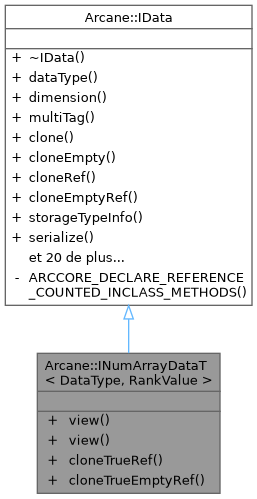 Arcane::IData
+ ~IData()
+ dataType()
+ dimension()
+ multiTag()
+ clone()
+ cloneEmpty()
+ cloneRef()
+ cloneEmptyRef()
+ storageTypeInfo()
+ serialize()
et 20 de plus...
- ARCCORE_DECLARE_REFERENCE
_COUNTED_INCLASS_METHODS()
Arcane::INumArrayDataT
< DataType, RankValue >
+ view()
+ view()
+ cloneTrueRef()
+ cloneTrueEmptyRef()